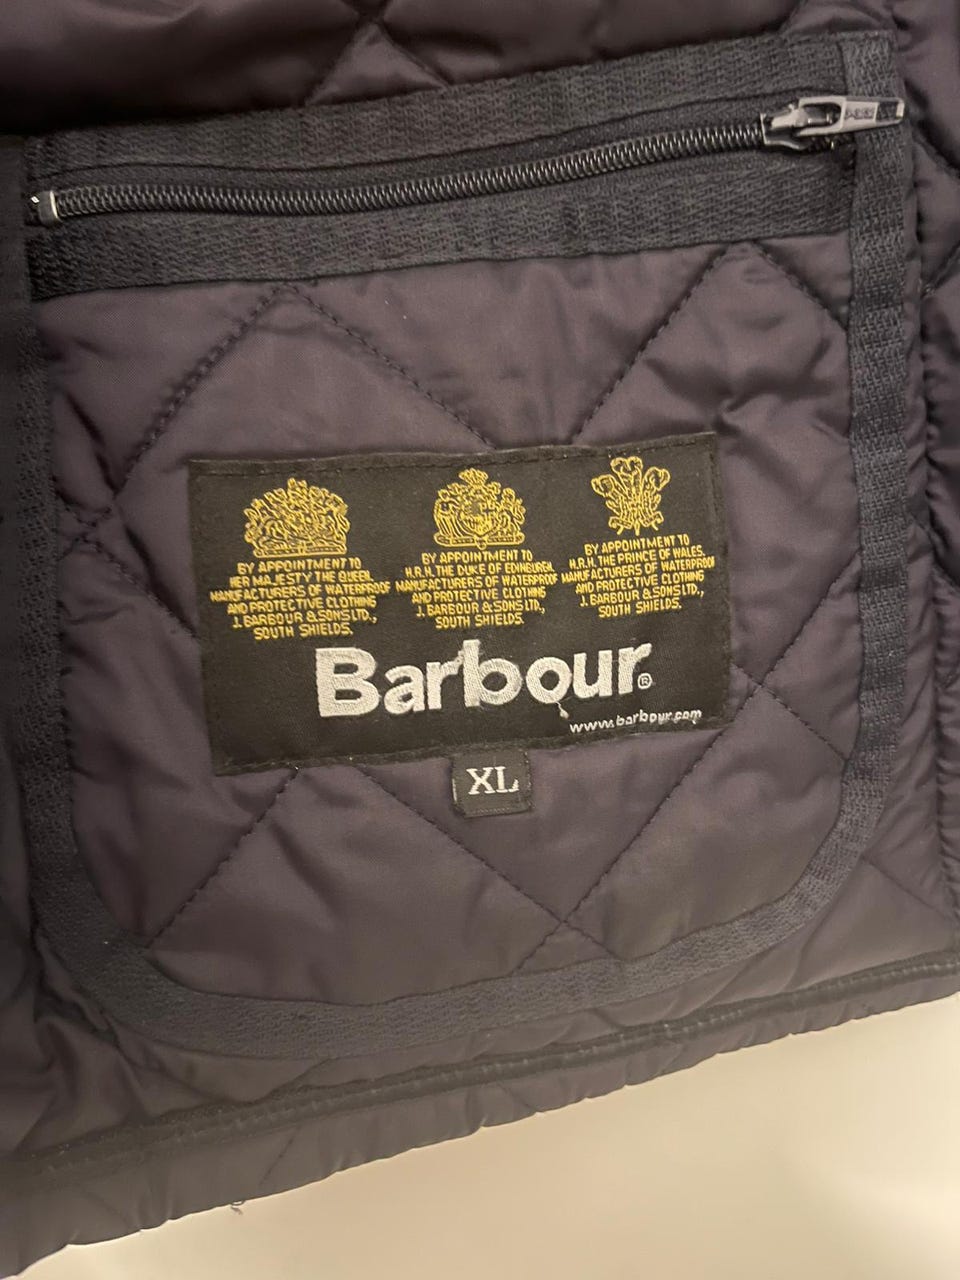 BY APPOINTMENT TO
HER MAJESTY THE QUEEN,
MANUFACTURERS OF WATERPROOF
AND PROTECTIVE CLOTHING
J. BARBOUR & SONS LTD.,
SOUTH SHIELDS.
BY APPOINTMENT TO
H.R.H. THE DUKE OF EDINBURGH
MANUFACTURERS OF WATERPROOF
AND PROTECTIVE CLOTHING
J. BARBOUR & SONS LTD.,
SOUTH SHIELDS.
BY APPOINTMENT TO
H.R.H. THE PRINCE OF WALES,
MANUFACTURERS OF WATERPROOF
AND PROTECTIVE CLOTHING
J. BARBOUR & SONS LTD.,
SOUTH SHIELDS.
Barbour®
www.barbour.com
XL